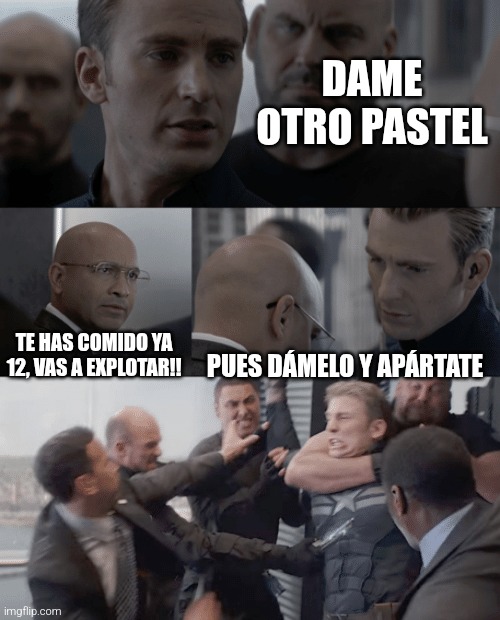 DAME
OTRO PASTEL
TE HAS COMIDO YA
12, VAS A EXPLOTAR!!
PUES DÁMELO Y APÁRTATE
imgflip.com